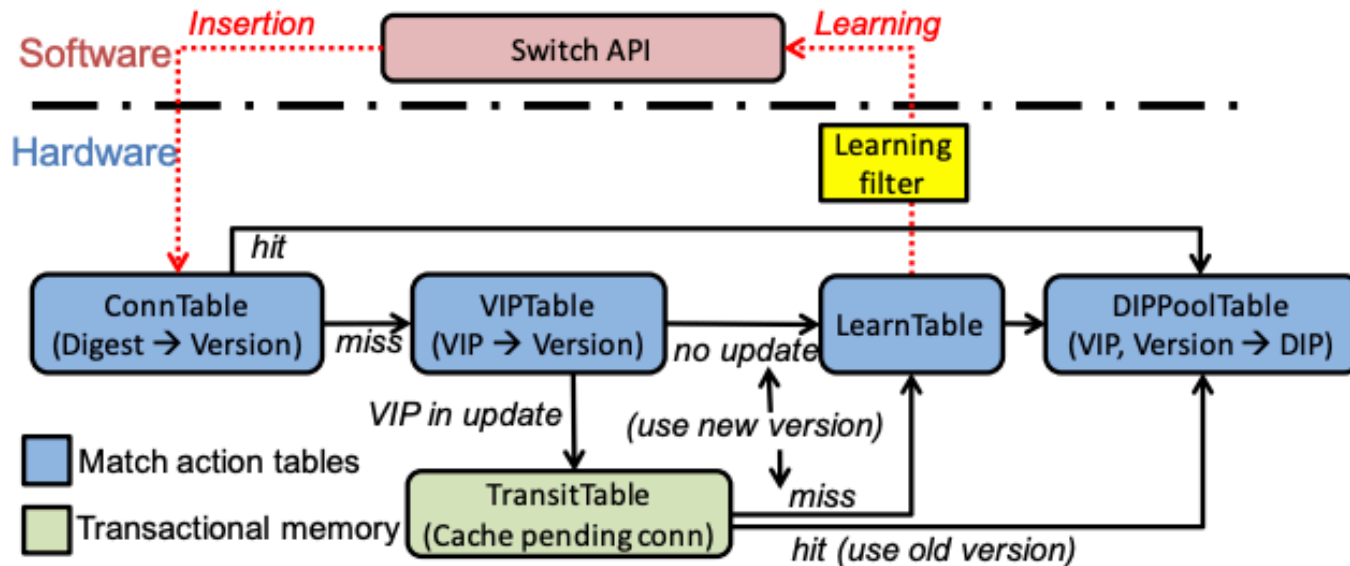 Insertion
Switch API
Learning
Software
Hardware
Learning
filter
hit
ConnTable
(Digest → Version)
miss
VIPTable
(VIP → Version)
no update
LearnTable
DIPPoolTable
(VIP, Version → DIP)
VIP in update
(use new version)
Match action tables
Transactional memory
TransitTable
(Cache pending conn)
miss
hit (use old version)